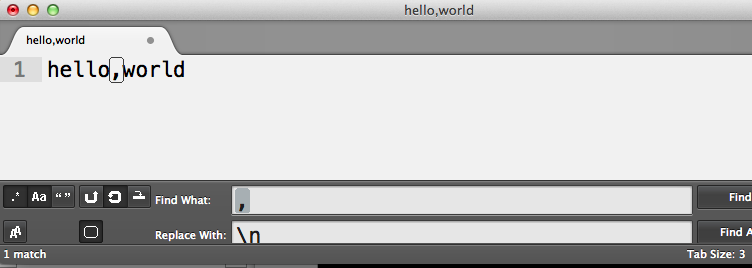 hello,world
hello,world
1 hello,world
.* Aa “” Find What: , Find
AA Replace With: \n Find A
1 match Tab Size: 3